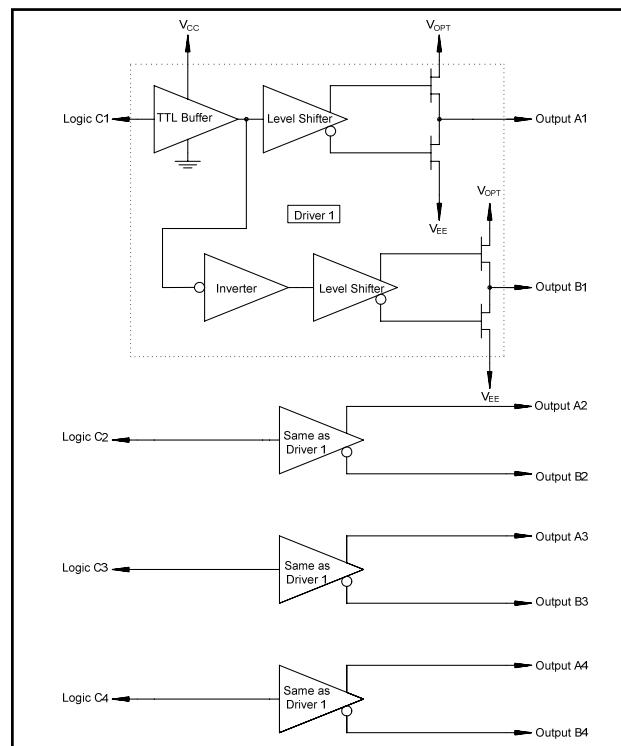 VCC
VOPT
Logic C1
TTL Buffer
Level Shifter
Output A1
Driver 1
VEE
VOPT
Inverter
Level Shifter
Output B1
VEE
Output A2
Logic C2
Same as
Driver 1
Output B2
Output A3
Logic C3
Same as
Driver 1
Output B3
Output A4
Logic C4
Same as
Driver 1
Output B4